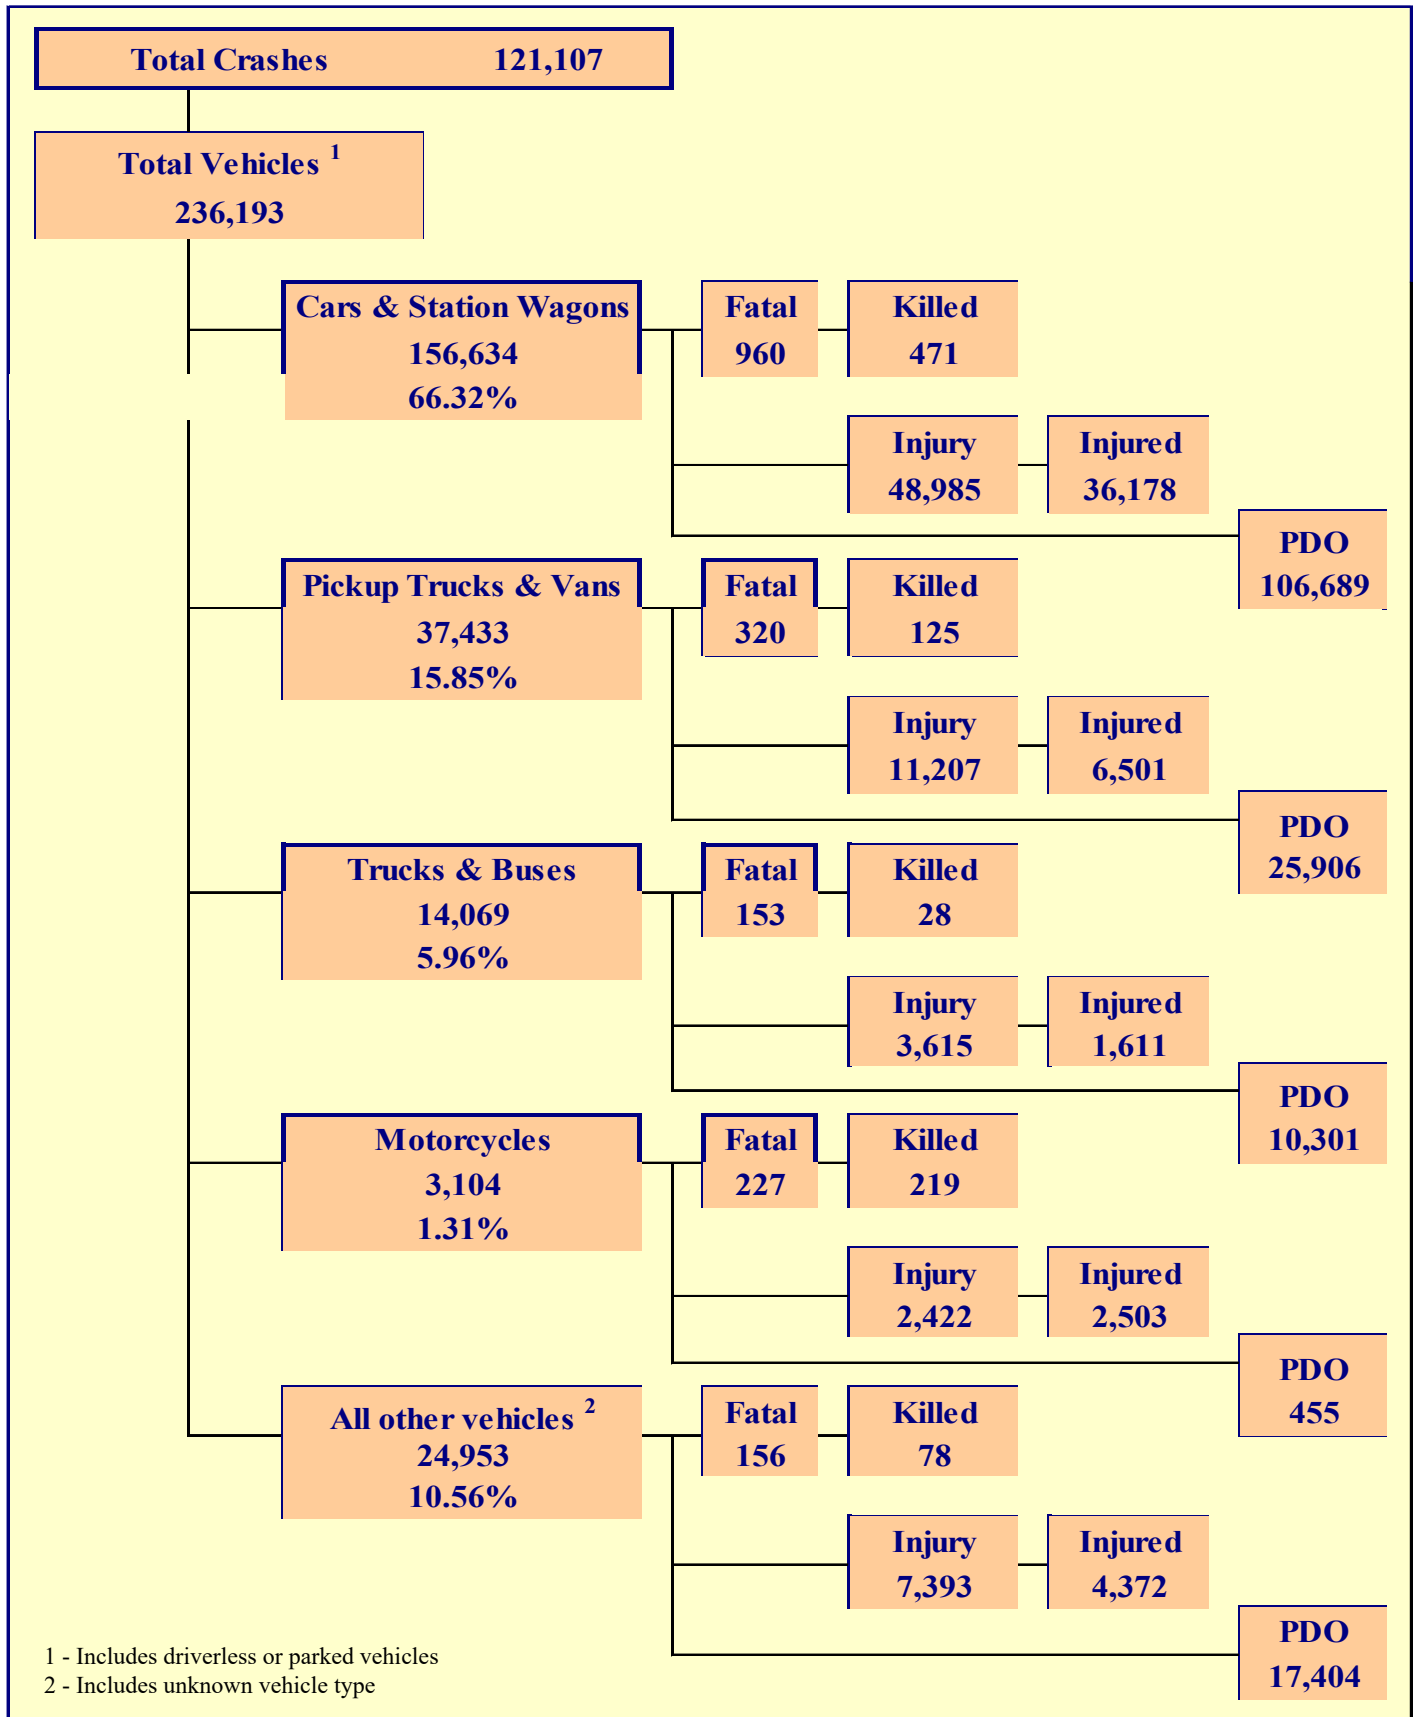 Total Crashes 121,107
Total Vehicles 1
236,193
Cars & Station Wagons
156,634
66.32%
Fatal
960
Killed
471
Injury
48,985
Injured
36,178
PDO
106,689
Pickup Trucks & Vans
37,433
15.85%
Fatal
320
Killed
125
Injury
11,207
Injured
6,501
PDO
25,906
Trucks & Buses
14,069
5.96%
Fatal
153
Killed
28
Injury
3,615
Injured
1,611
PDO
10,301
Motorcycles
3,104
1.31%
Fatal
227
Killed
219
Injury
2,422
Injured
2,503
PDO
455
All other vehicles 2
24,953
10.56%
Fatal
156
Killed
78
Injury
7,393
Injured
4,372
PDO
17,404
1 - Includes driverless or parked vehicles
2 - Includes unknown vehicle type